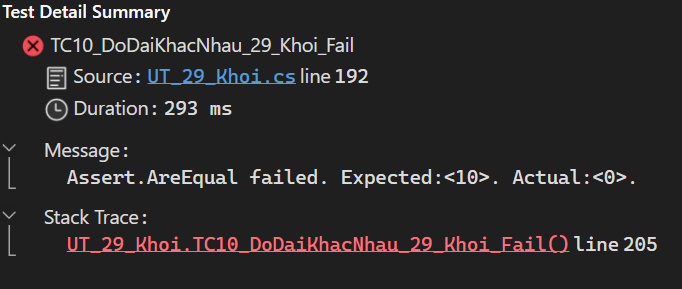 Test Detail Summary
TC10_DoDaiKhacNhau_29_Khoi_Fail
Source: UT_29_Khoi.cs line 192
Duration: 293 ms
Message:
Assert.AreEqual failed. Expected:<10>. Actual:<0>.
Stack Trace:
UT_29_Khoi.TC10_DoDaiKhacNhau_29_Khoi_Fail() line 205